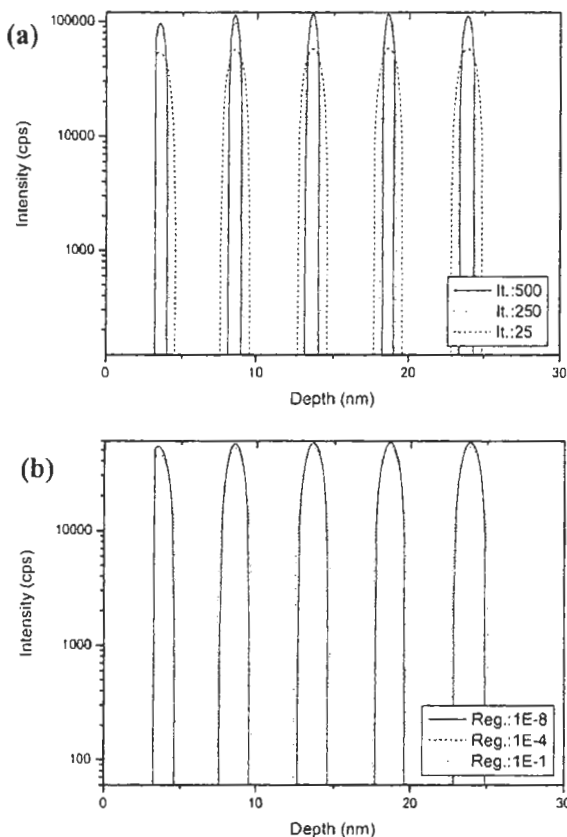 (a)
100000
10000
1000
Intensity (cps)
It.:500
It.:250
It.:25
0
10
20
30
Depth (nm)
(b)
10000
1000
100
Intensity (cps)
Reg.:1E-8
Reg.:1E-4
Reg.:1E-1
0
10
20
30
Depth (nm)